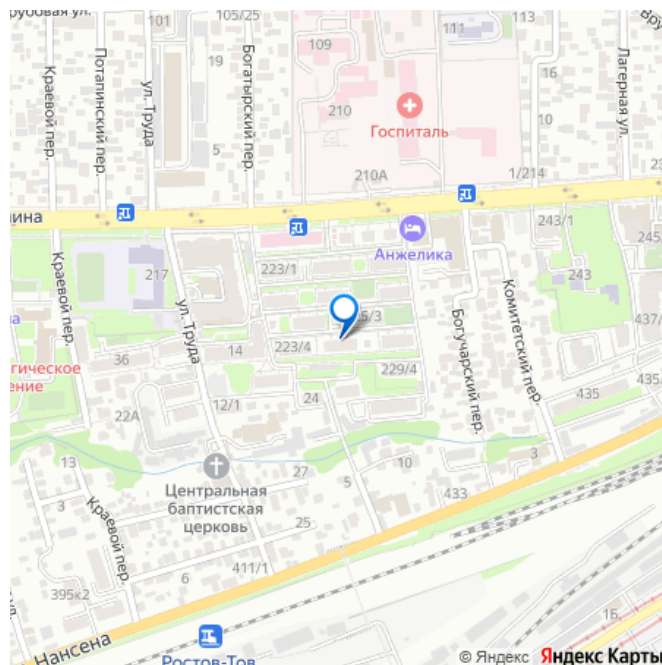 рубовая ул.
101
105/25
Потапинский пер.
Краевой пер.
ул. Труда
19
Богатырский пер.
5
109
111
210
Госпиталь
16
10
Лагерная ул.
210А
1/214
ина
Анжелика
243/1
217
223/1
243
Краевой пер.
ул. Труда
5/3
Богучарский пер.
Комитетский пер.
437/
14
223/4
36
гическое
ение
229/4
435
435
22А
12/1
24
13
3
27
10
5
433
3
Центральная
баптистская
церковь
25
Краевой пер.
6
411/1
395к2
Нансена
1Б
Ростов-Тов
© Яндекс Яндекс Карты